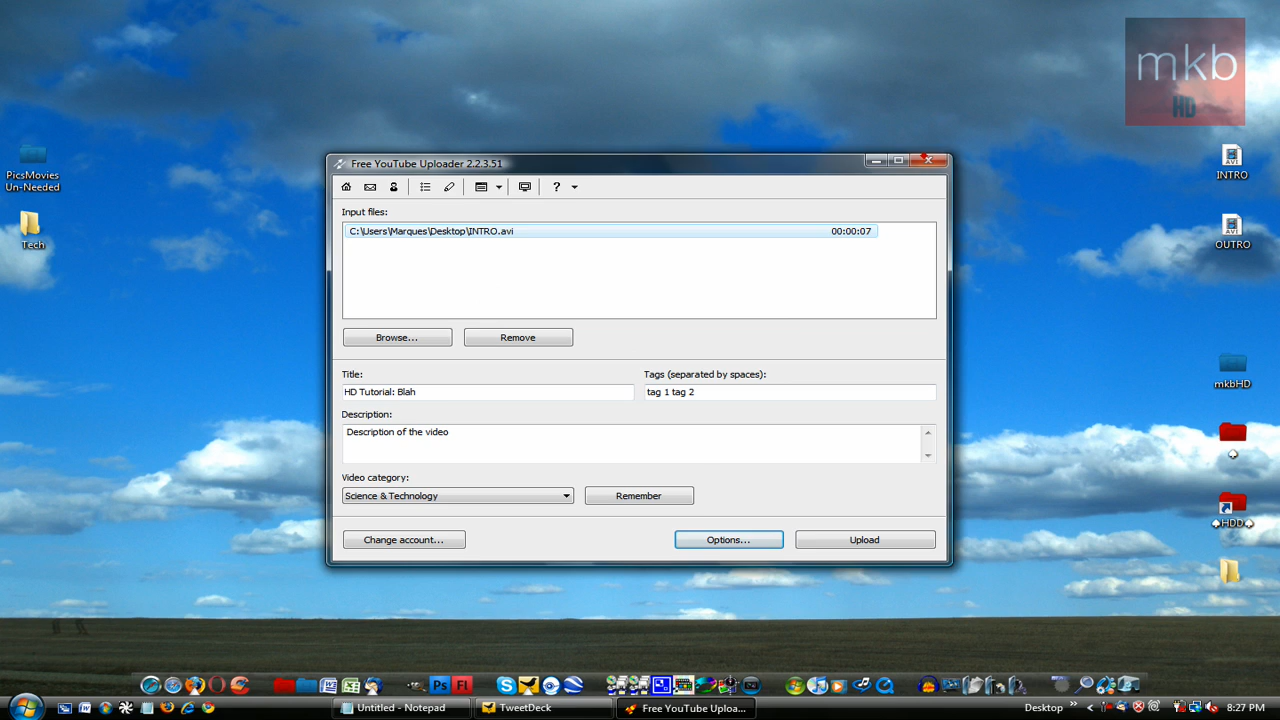 mkb
HD
PicsMovies
Un-Needed
Tech
INTRO
OUTRO
mkbHD
♠
♠HDD♠
Free YouTube Uploader 2.2.3.51
Input files:
C:\Users\Marques\Desktop\INTRO.avi 00:00:07
Browse... Remove
Title: Tags (separated by spaces):
HD Tutorial: Blah tag 1 tag 2
Description:
Description of the video
Video category:
Science & Technology Remember
Change account... Options... Upload
Ps Fl
Untitled - Notepad TweetDeck Free YouTube Uploa... Desktop 8:27 PM